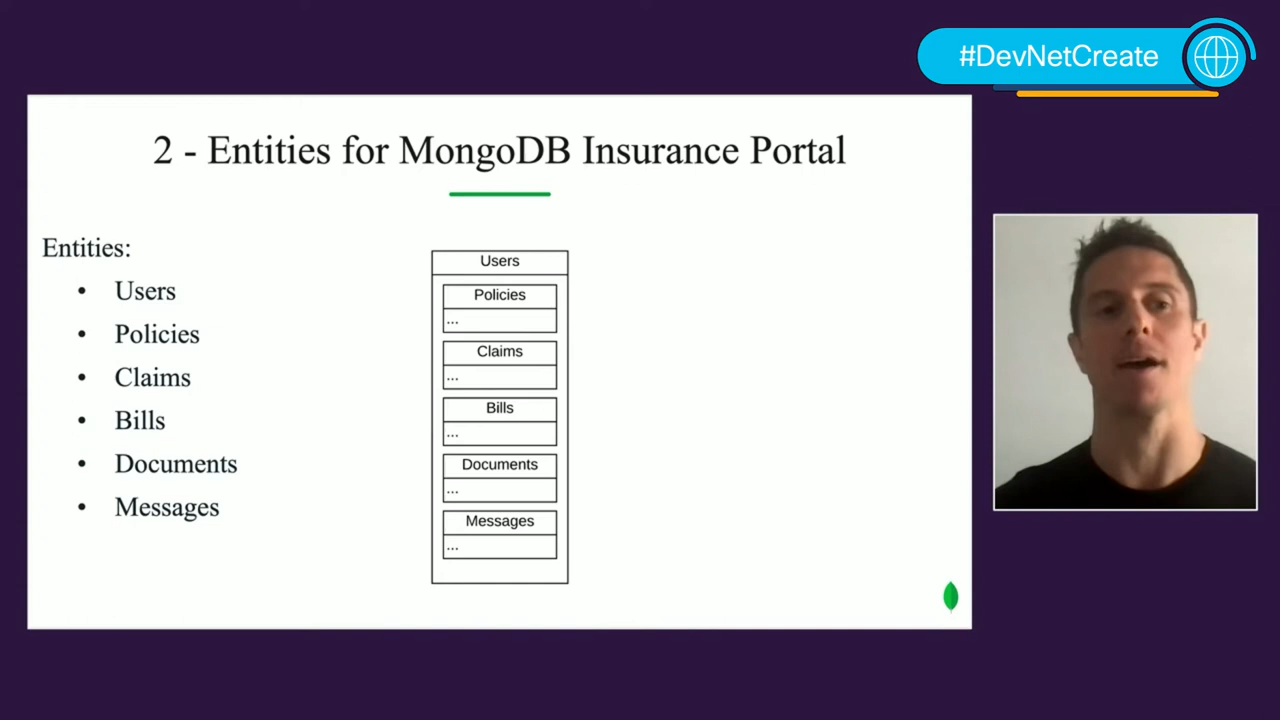 #DevNetCreate
2 - Entities for MongoDB Insurance Portal
Entities:
• Users
• Policies
• Claims
• Bills
• Documents
• Messages
Users
Policies
...
Claims
...
Bills
...
Documents
...
Messages
...